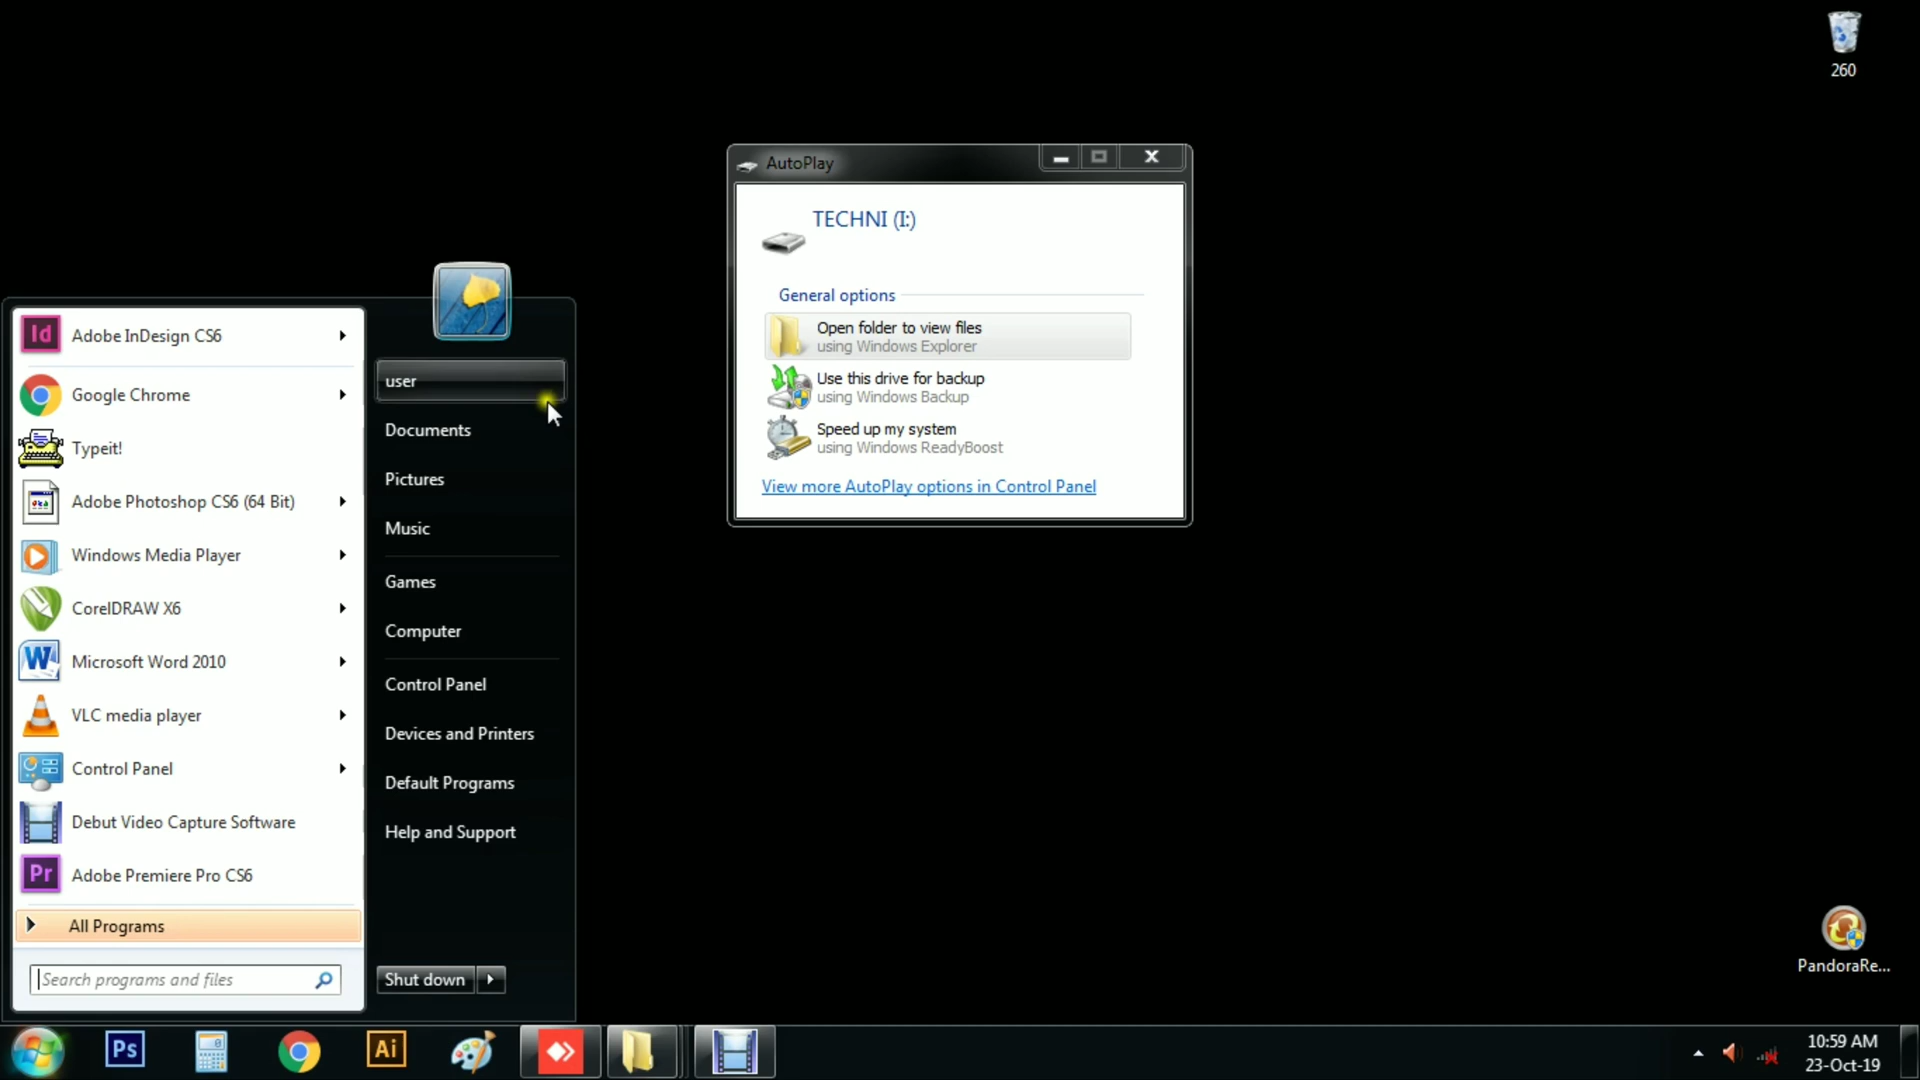 260
AutoPlay
TECHNI (I:)
General options
Open folder to view files
using Windows Explorer
Use this drive for backup
using Windows Backup
Speed up my system
using Windows ReadyBoost
View more AutoPlay options in Control Panel
Id
Adobe InDesign CS6
Google Chrome
Typeit!
Adobe Photoshop CS6 (64 Bit)
Windows Media Player
CorelDRAW X6
W
Microsoft Word 2010
VLC media player
Control Panel
Debut Video Capture Software
Pr
Adobe Premiere Pro CS6
All Programs
Search programs and files
user
Documents
Pictures
Music
Games
Computer
Control Panel
Devices and Printers
Default Programs
Help and Support
Shut down
PandoraRe...
Ps
Ai
10:59 AM
23-Oct-19